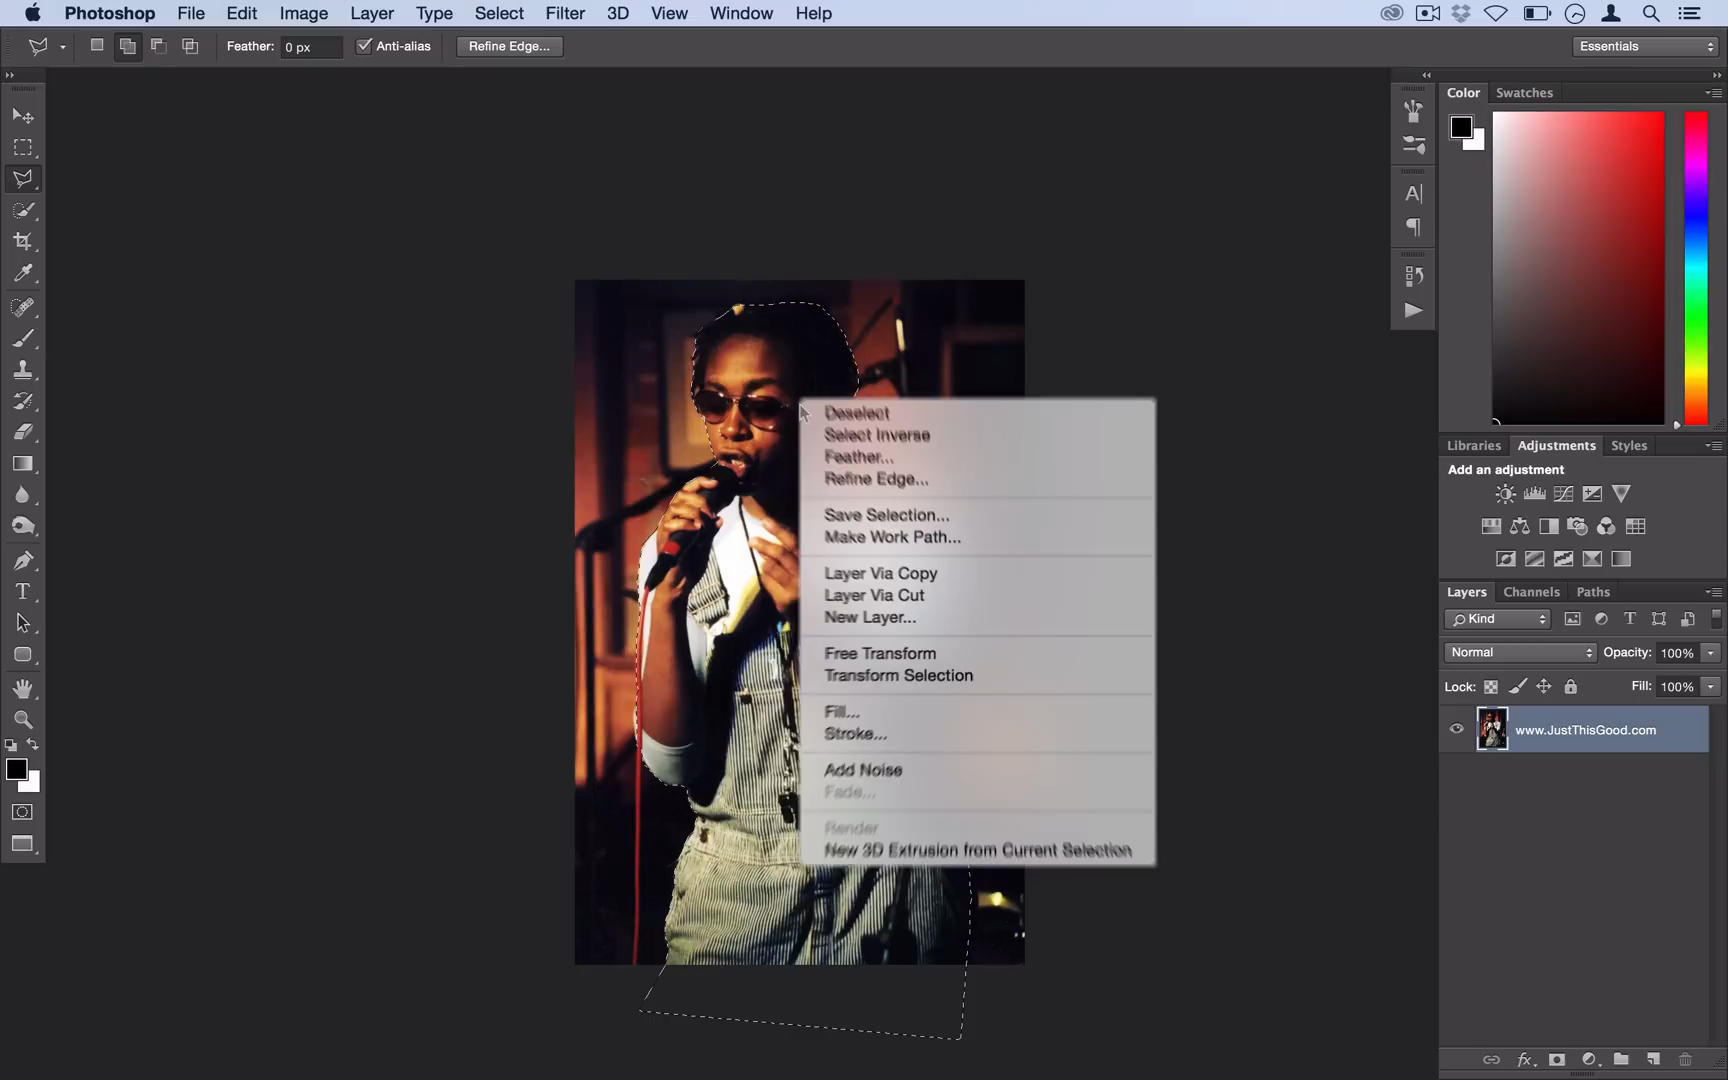 Photoshop File Edit Image Layer Type Select Filter 3D View Window Help
Feather: 0 px Anti-alias Refine Edge... Essentials
Color Swatches
Deselect
Select Inverse
Feather...
Refine Edge...
Save Selection...
Make Work Path...
Layer Via Copy
Layer Via Cut
New Layer...
Free Transform
Transform Selection
Fill...
Stroke...
Add Noise
Fade...
Render
New 3D Extrusion from Current Selection
Libraries Adjustments Styles
Add an adjustment
Layers Channels Paths
Kind
Normal Opacity: 100%
Lock: Fill: 100%
www.JustThisGood.com